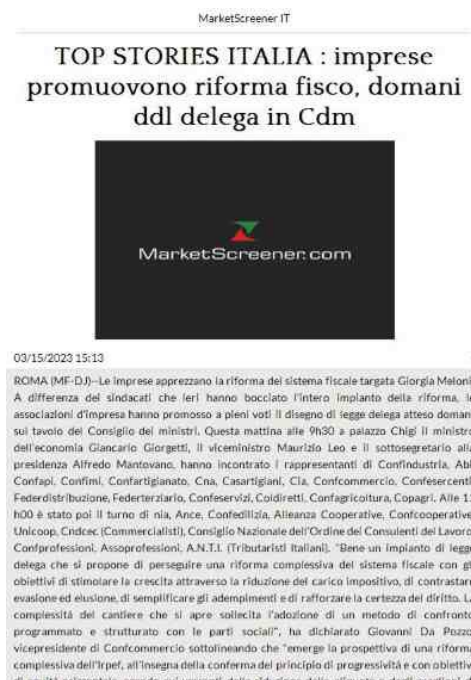 MarketScreener IT
TOP STORIES ITALIA : imprese
promuovono riforma fisco, domani
ddl delega in Cdm
MarketScreener.com
03/15/2023 15:13
ROMA (MF-DJ)--Le imprese apprezzano la riforma del sistema fiscale targata Giorgia Meloni
A differenza dei sindacati che ieri hanno bocciato l'intero impianto della riforma, le
associazioni d'impresa hanno promosso a pieni voti il disegno di legge delega atteso doman
sul tavolo del Consiglio dei ministri. Questa mattina alle 9h30 a palazzo Chigi il ministro
dell'economia Giancarlo Giorgetti, il viceministro Maurizio Leo e il sottosegretario alla
presidenza Alfredo Mantovano, hanno incontrato i rappresentanti di Confindustria, Abi
Confapi, Confimi, Confartigianato, Cna, Casartigiani, Cia, Confcommercio, Confesercenti
Federdistribuzione, Federterziario, Confeservizi, Coldiretti, Confagricoltura, Copagri. Alle 11
h00 è stato poi il turno di nia, Ance, Confedilizia, Alleanza Cooperative, Confcooperative
Unicoop, Cndcec (Commercialisti), Consiglio Nazionale dell'Ordine dei Consulenti del Lavoro
Confprofessioni, Assoprofessioni, A.N.T.I. (Tributaristi Italiani). "Bene un impianto di legge
delega che si propone di perseguire una riforma complessiva del sistema fiscale con gli
obiettivi di stimolare la crescita attraverso la riduzione del carico impositivo, di contrastare
evasione ed elusione, di semplificare gli adempimenti e di rafforzare la certezza del diritto. La
complessità del cantiere che si apre sollecita l'adozione di un metodo di confronto
programmato e strutturato con le parti sociali", ha dichiarato Giovanni Da Pozzo
vicepresidente di Confcommercio sottolineando che "emerge la prospettiva di una riforma
complessiva dell'Irpef, all'insegna della conferma del principio di progressività e con obiettivi